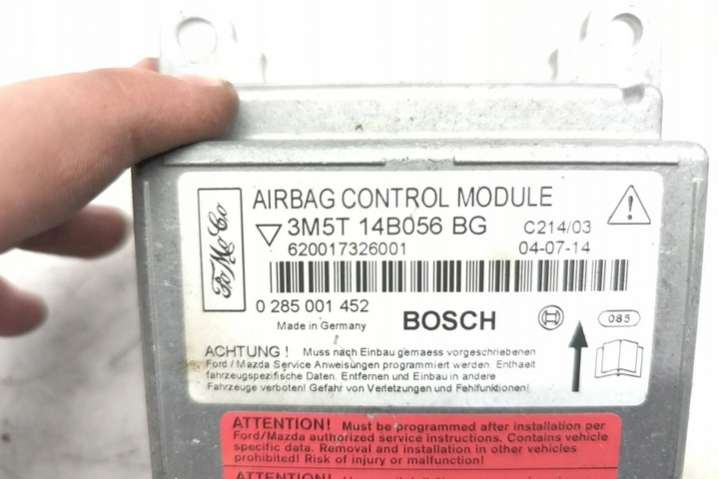 AIRBAG CONTROL MODULE
FoMoCo
3M5T 14B056 BG
C214/03
620017326001
04-07-14
0 285 001 452
Made in Germany
BOSCH
085
ACHTUNG ! Muss nach Einbau gemaess vorgeschriebenen
Ford / Mazda Service Anweisungen programmiert werden. Enthaelt
fahrzeugspezifische Daten. Entfernen und Einbau in andere
Fahrzeuge verboten! Gefahr von Verletzungen und Fehlfunktionen!
ATTENTION! Must be programmed after installation per
Ford/Mazda authorized service instructions. Contains vehicle
specific data. Removal and installation in other vehicles
prohibited! Risk of injury or malfunction!
ATTENTION!